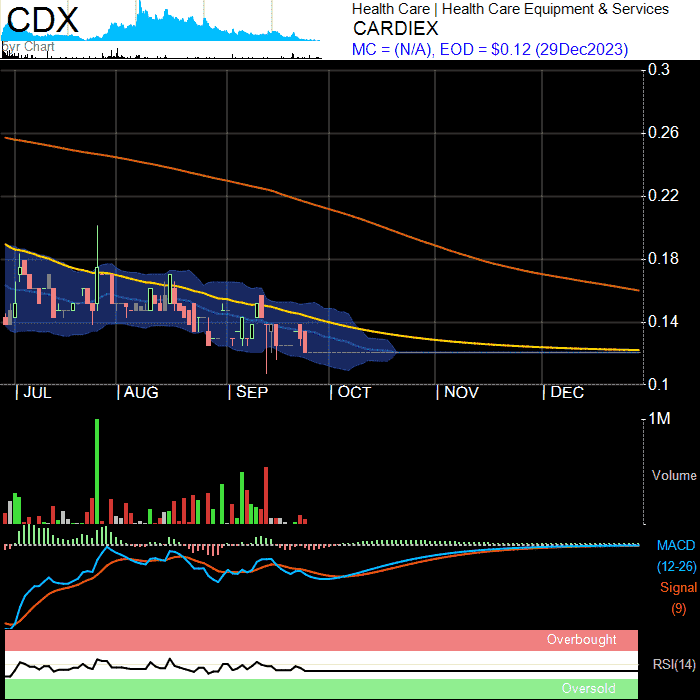 CDX
Health Care | Health Care Equipment & Services
CARDIEX
MC = (N/A), EOD = $0.12 (29Dec2023)
Chart
0.3
0.26
0.22
0.18
0.14
0.1
JUL
AUG
SEP
OCT
NOV
DEC
1M
Volume
MACD
(12-26)
Signal
(9)
Overbought
RSI(14)
Oversold